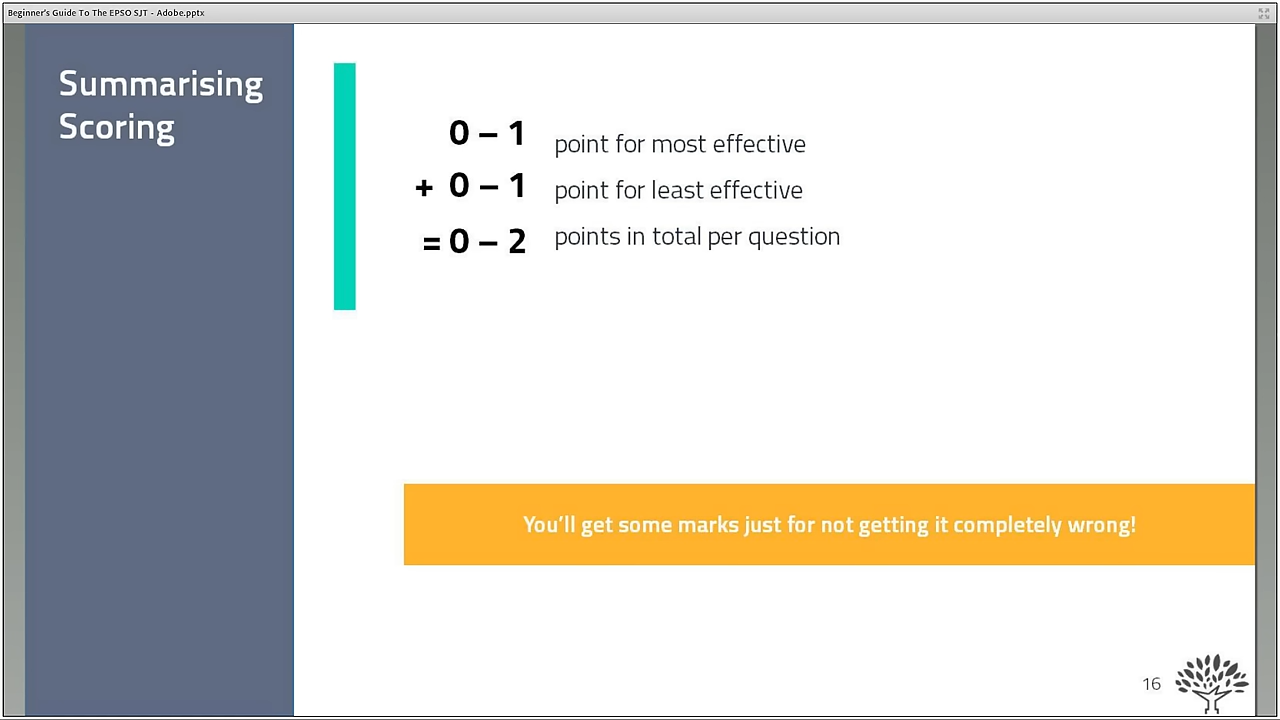 Beginner's Guide To The EPSO SJT - Adobe.pptx
Summarising
Scoring
0 – 1 point for most effective
+ 0 – 1 point for least effective
= 0 – 2 points in total per question
You'll get some marks just for not getting it completely wrong!
16